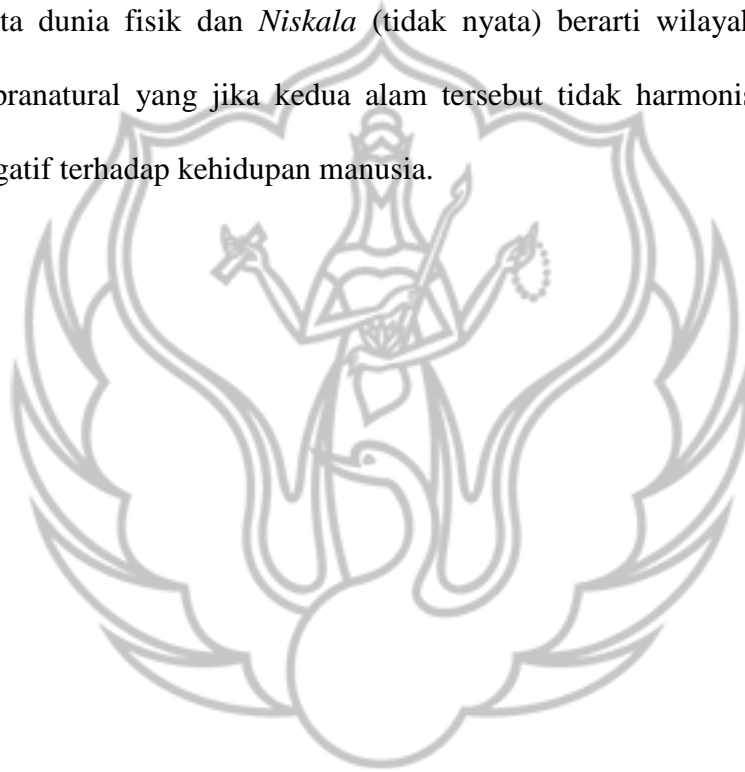 ta dunia fisik dan Niskala (tidak nyata) berarti wilayah
pranatural yang jika kedua alam tersebut tidak harmonis
gatif terhadap kehidupan manusia.